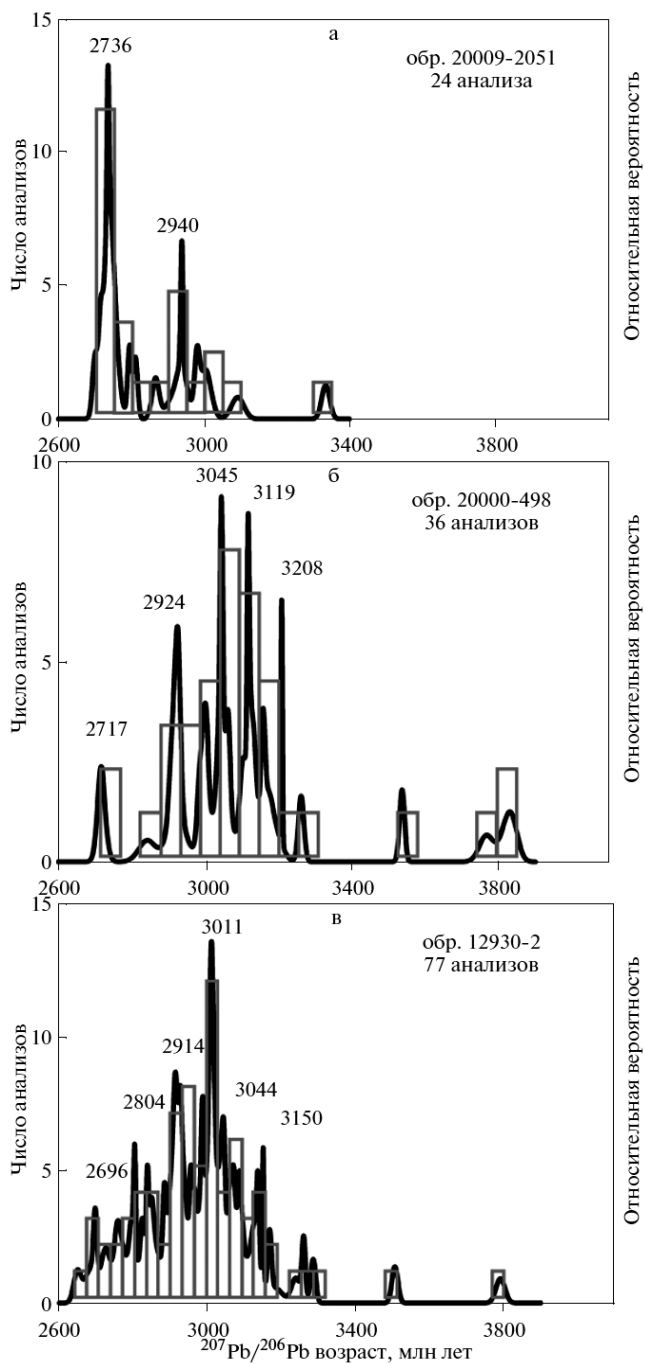 15
а
2736
обр. 20009-2051
24 анализа
10
2940
5
0
2600
3000
3400
3800
Число анализов
Относительная вероятность
10
3045
б
3119
обр. 20000-498
36 анализов
3208
2924
5
2717
0
2600
3000
3400
3800
Число анализов
Относительная вероятность
15
3011
в
обр. 12930-2
77 анализов
10
2914
2804
3044
3150
2696
5
0
2600
3000
3400
3800
Число анализов
Относительная вероятность
²⁰⁷Pb/²⁰⁶Pb возраст, млн лет